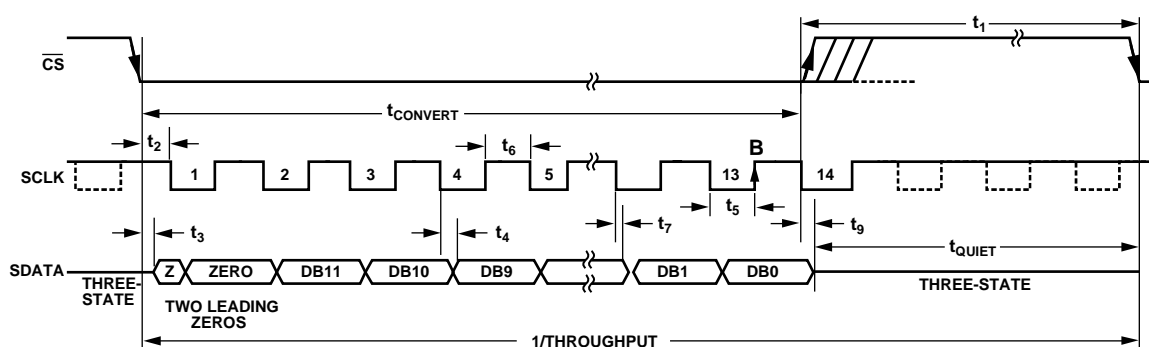 t1
CS
tCONVERT
t2
t6
B
SCLK
1
2
3
4
5
13
14
t5
t3
t4
t7
t9
tQUIET
SDATA
Z
ZERO
DB11
DB10
DB9
DB1
DB0
THREE-
STATE
THREE-STATE
TWO LEADING
ZEROS
1/THROUGHPUT